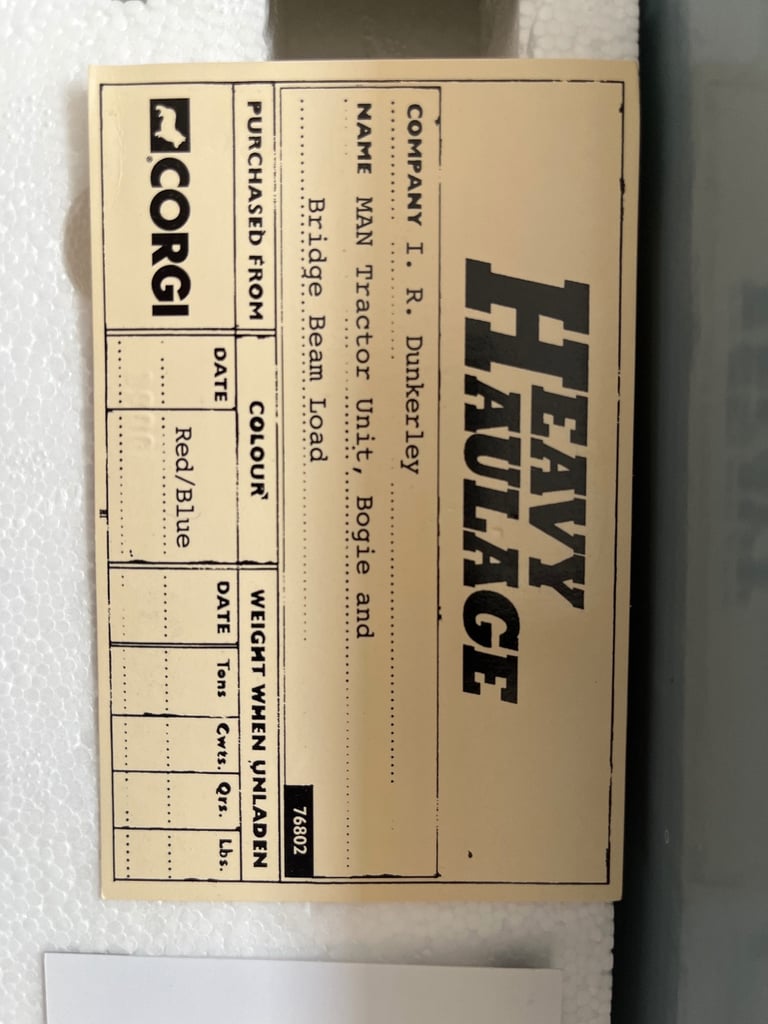 HEAVY
HAULAGE
COMPANY I. R. Dunkerley
NAME MAN Tractor Unit, Bogie and
Bridge Beam Load
76802
PURCHASED FROM
COLOUR
WEIGHT WHEN UNLADEN
CORGI
DATE
Red/Blue
DATE Tons Cwts. Qrs. Lbs.